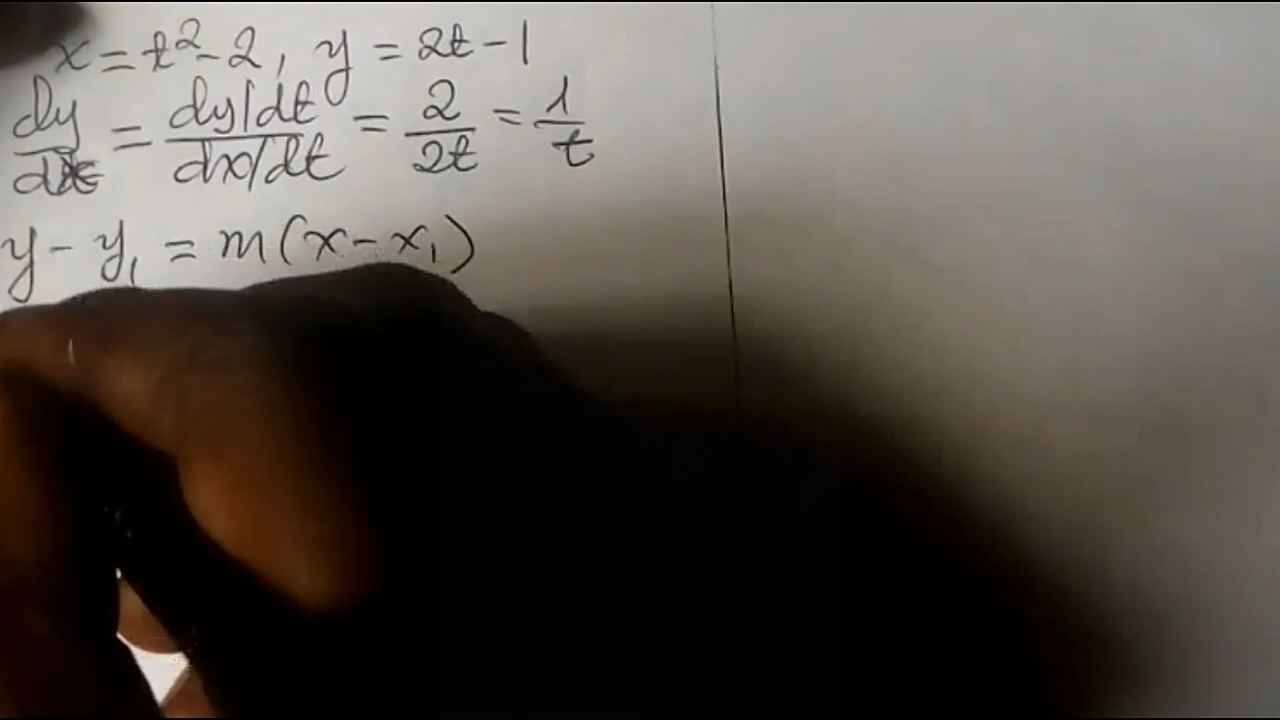 x = t² - 2, y = 2t - 1
dy/dx = (dy/dt)/(dx/dt) = 2/2t = 1/t
y - y₁ = m(x - x₁)